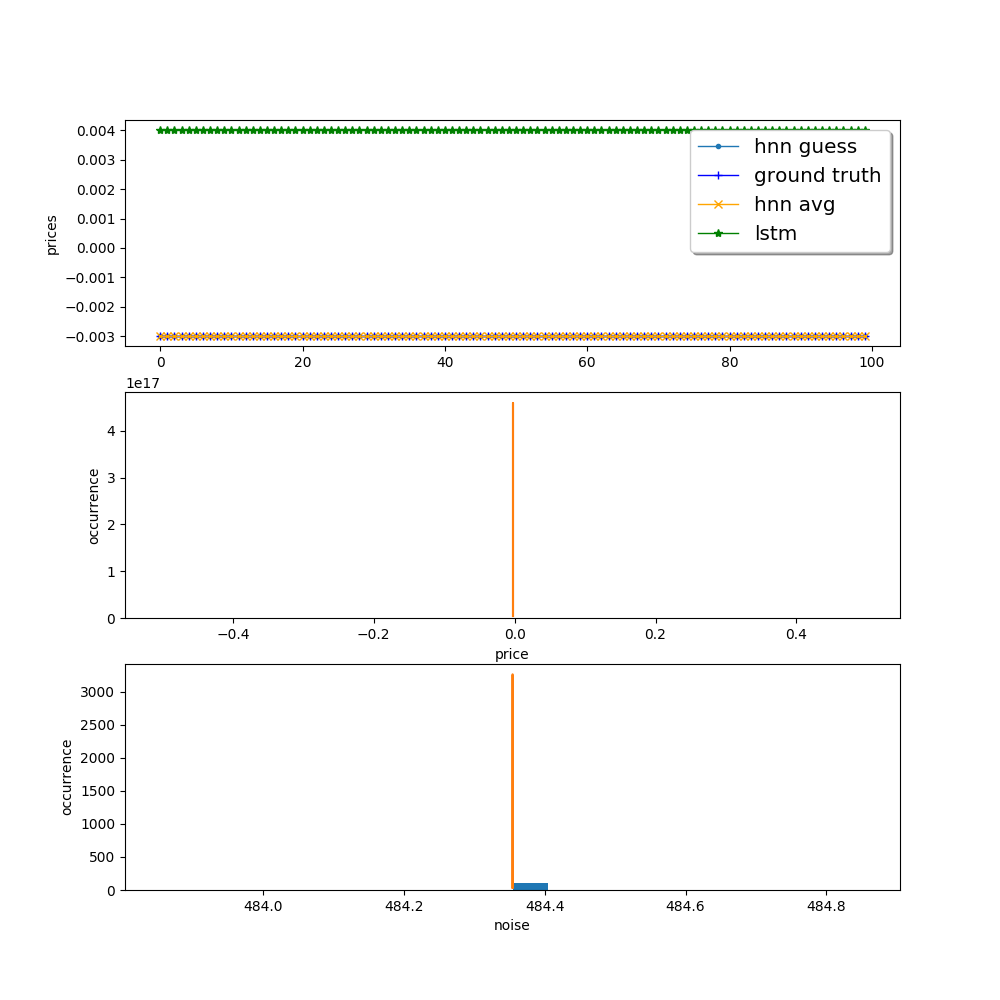 0.004
0.003
0.002
0.001
0.000
−0.001
−0.002
−0.003
prices
hnn guess
ground truth
hnn avg
lstm
0 20 40 60 80 100
1e17
4
3
2
1
0
occurrence
−0.4 −0.2 0.0 0.2 0.4
price
3000
2500
2000
1500
1000
500
0
occurrence
484.0 484.2 484.4 484.6 484.8
noise